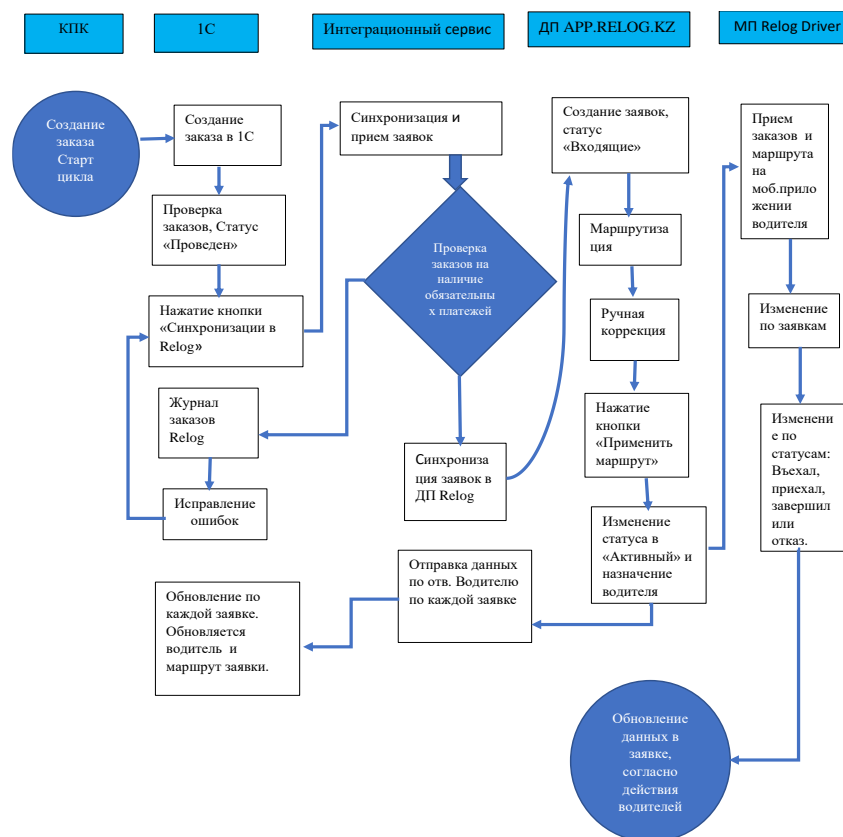 КПК
1С
Интеграционный сервис
ДП APP.RELOG.KZ
МП Relog Driver
Создание
заказа
Старт
цикла
Создание
заказа в 1С
Проверка
заказов, Статус
«Проведен»
Нажатие кнопки
«Синхронизации в
Relog»
Журнал
заказов
Relog
Исправление
ошибок
Обновление по
каждой заявке.
Обновляется
водитель и
маршрут заявки.
Синхронизация и
прием заявок
Проверка
заказов на
наличие
обязательны
х платежей
Синхрониза
ция заявок в
ДП Relog
Отправка данных
по отв. Водителю
по каждой заявке
Создание заявок,
статус
«Входящие»
Маршрутиза
ция
Ручная
коррекция
Нажатие
кнопки
«Применить
маршрут»
Изменение
статуса в
«Активный» и
назначение
водителя
Прием
заказов и
маршрута
на
моб.прило
жении
водителя
Изменение
по заявкам
Изменени
е по
статусам:
Въехал,
приехал,
завершил
или
отказ.
Обновление
данных в
заявке,
согласно
действия
водителей